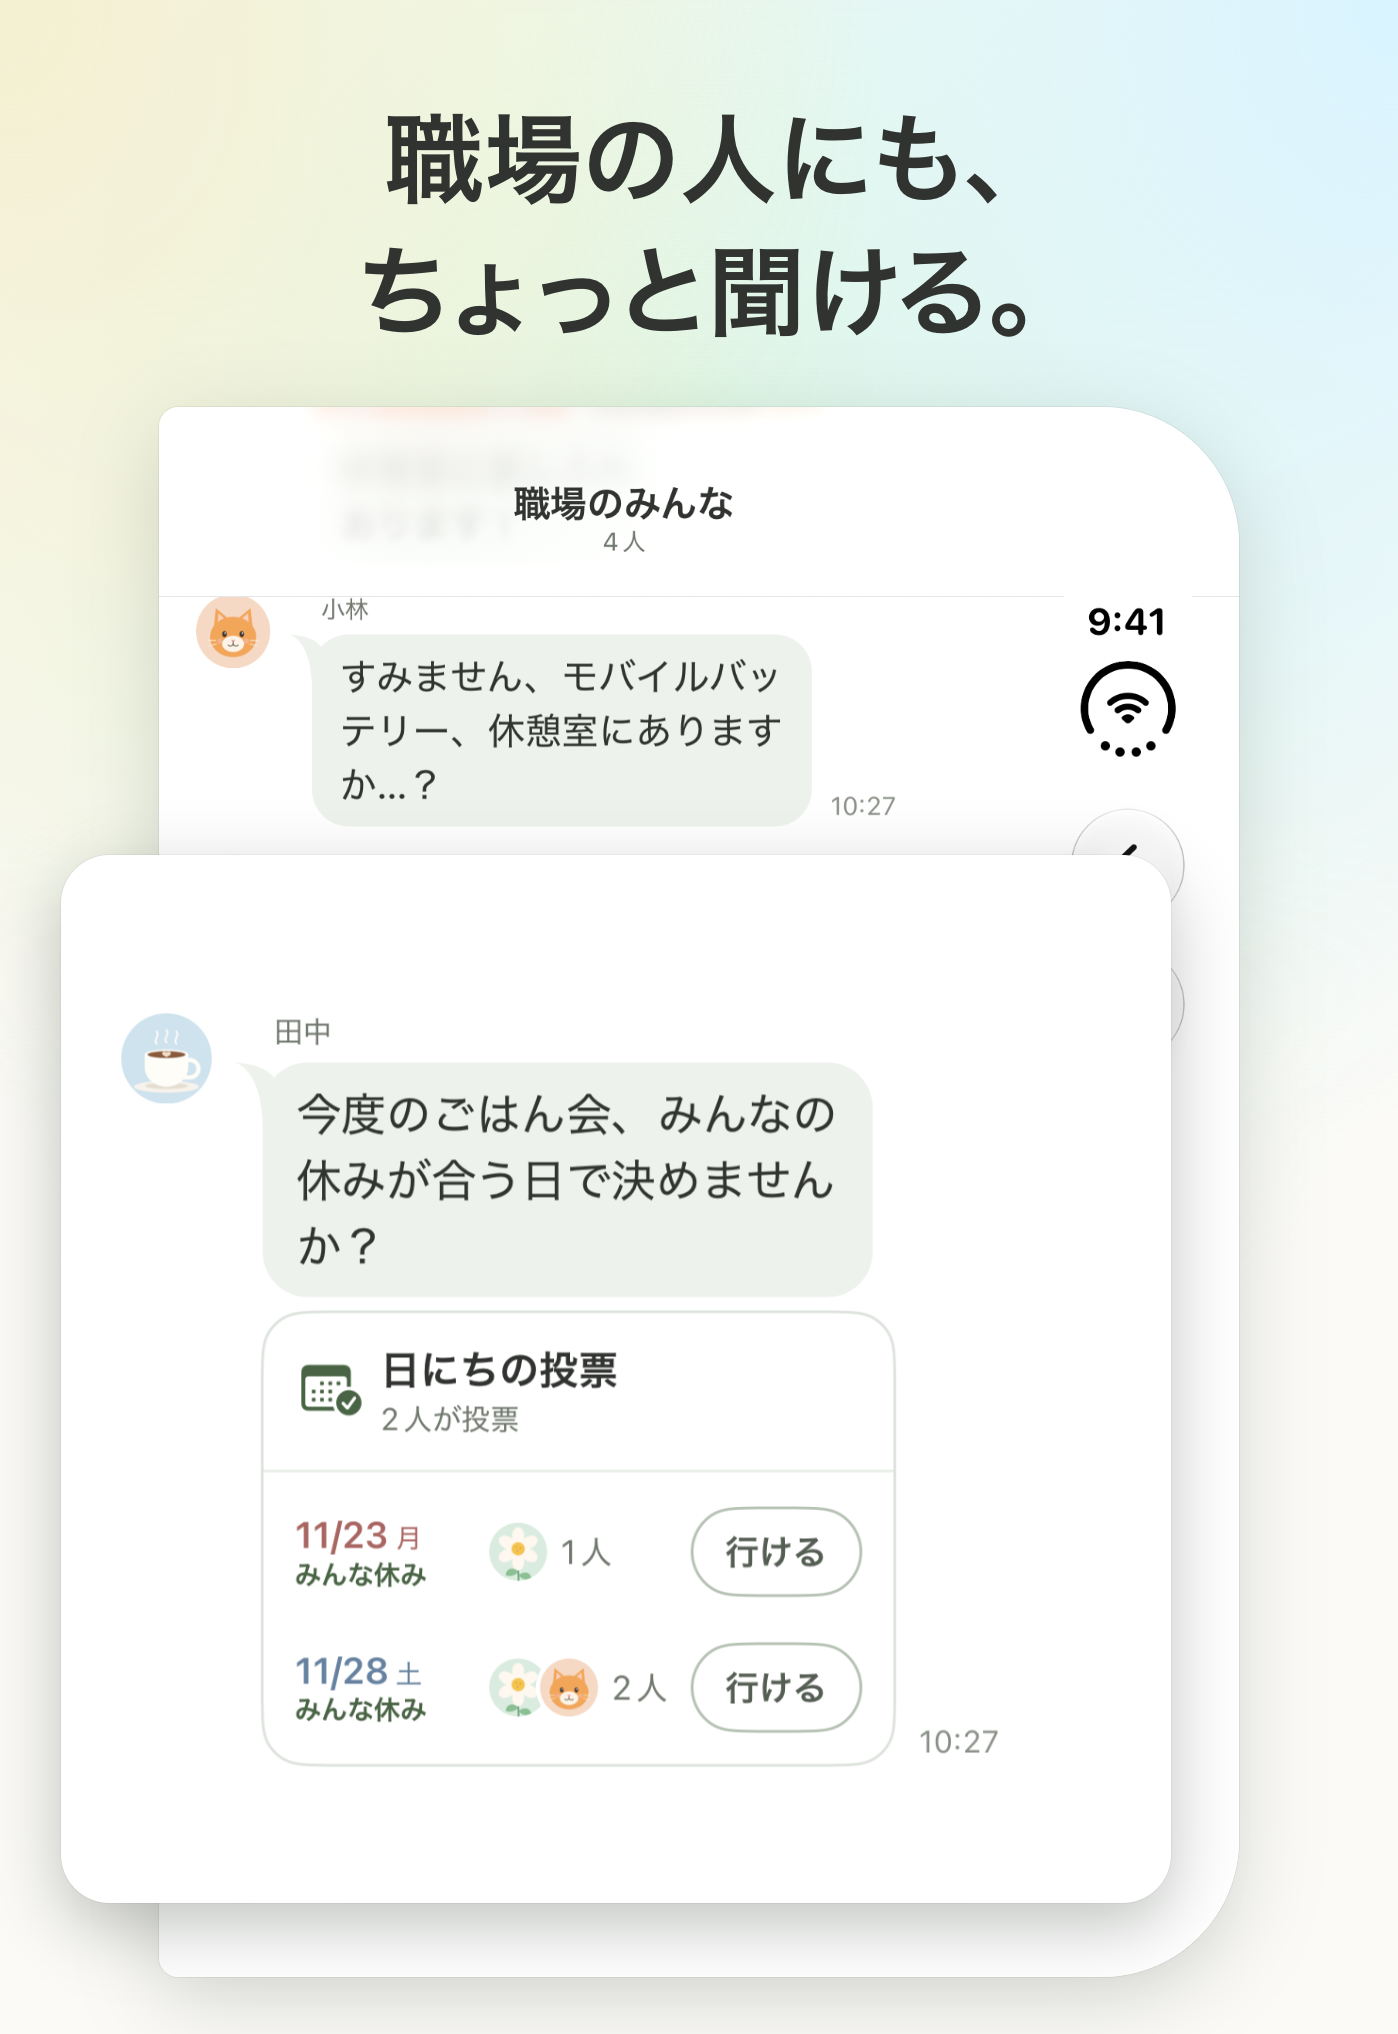 職場の人にも、
ちょっと聞ける。
職場のみんな
4人
小林
9:41
すみません、モバイルバッ
テリー、休憩室にあります
か...？
10:27
田中
今度のごはん会、みんなの
休みが合う日で決めません
か？
日にちの投票
2人が投票
11/23 月
みんな休み
1人
行ける
11/28 土
みんな休み
2人
行ける
10:27